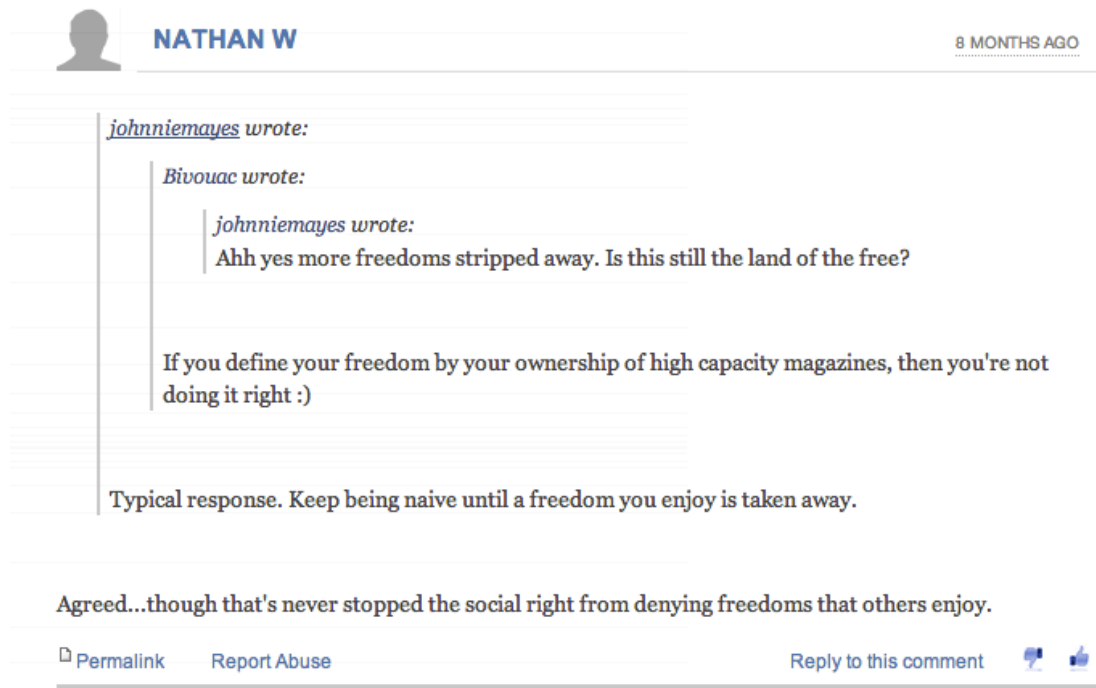 NATHAN W
8 MONTHS AGO
johnniemayes wrote:
Bivouac wrote:
johnniemayes wrote:
Ahh yes more freedoms stripped away. Is this still the land of the free?
If you define your freedom by your ownership of high capacity magazines, then you're not
doing it right :)
Typical response. Keep being naive until a freedom you enjoy is taken away.
Agreed...though that's never stopped the social right from denying freedoms that others enjoy.
Permalink
Report Abuse
Reply to this comment